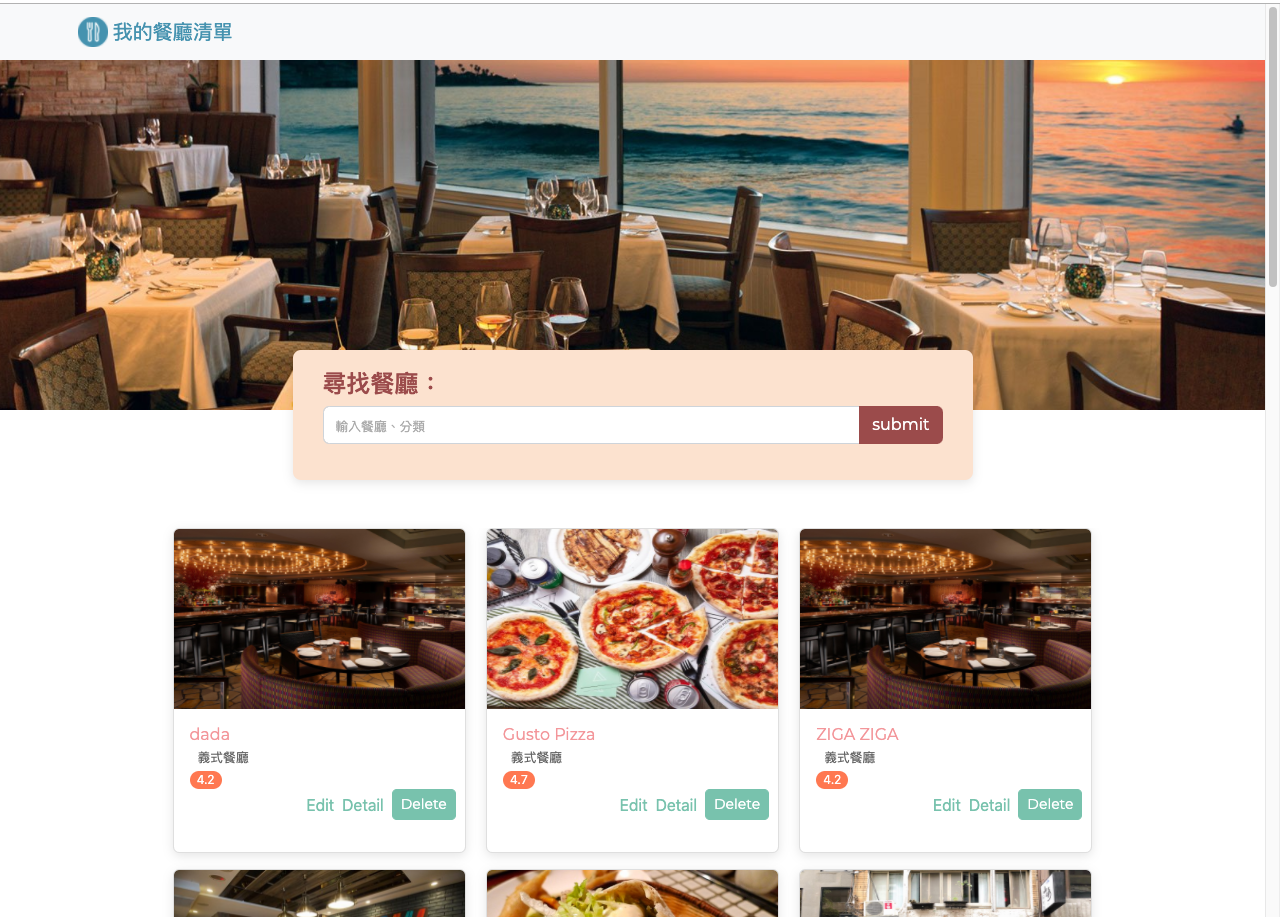 我的餐廳清單
尋找餐廳：
輸入餐廳、分類
submit
dada
義式餐廳
4.2
Edit Detail Delete
Gusto Pizza
義式餐廳
4.7
Edit Detail Delete
ZIGA ZIGA
義式餐廳
4.2
Edit Detail Delete